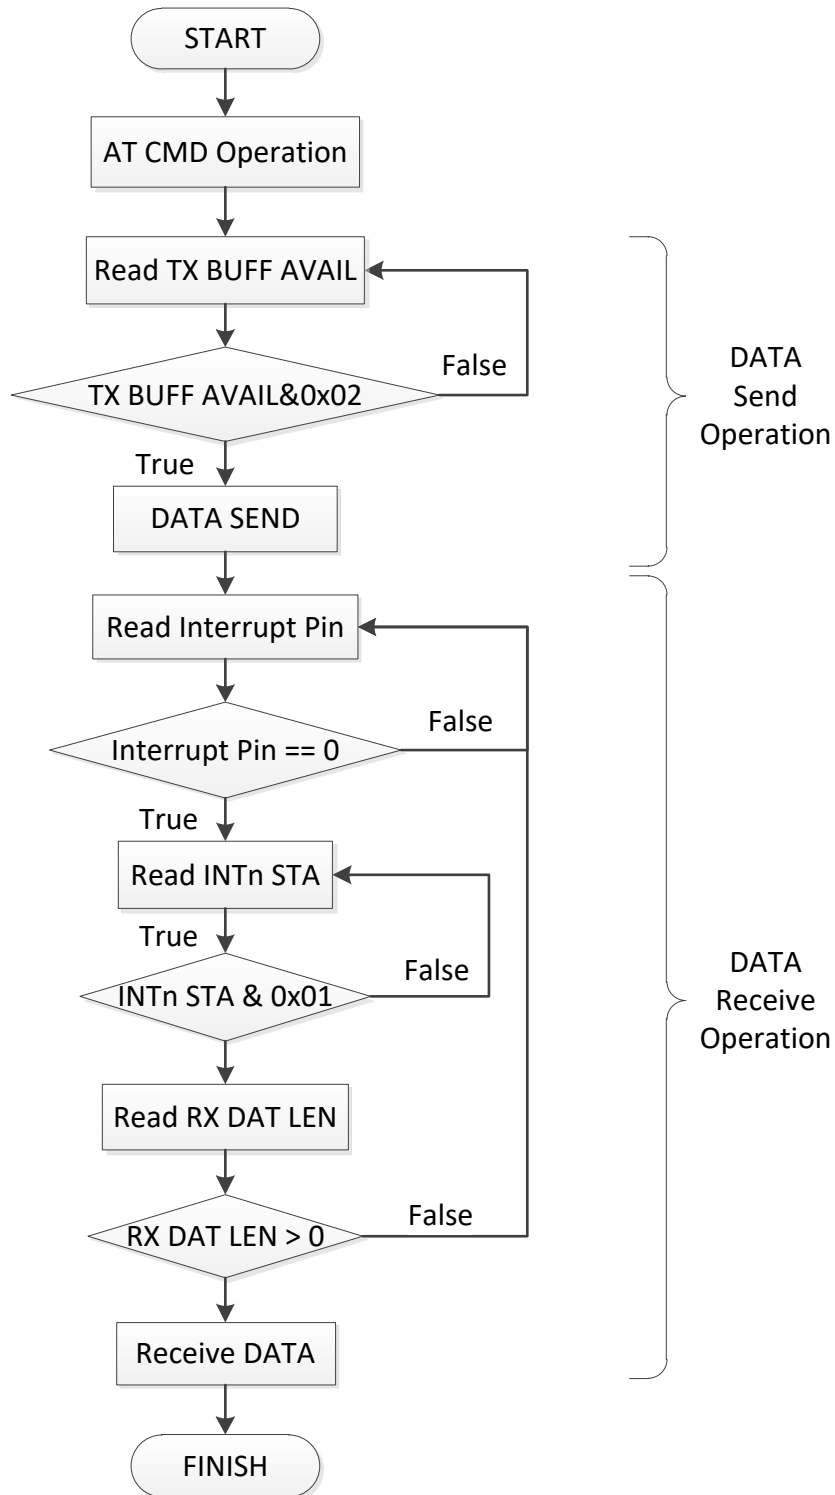 START
AT CMD Operation
Read TX BUFF AVAIL
TX BUFF AVAIL&0x02
False
True
DATA SEND
DATA
Send
Operation
Read Interrupt Pin
Interrupt Pin == 0
False
True
Read INTn STA
True
INTn STA & 0x01
False
Read RX DAT LEN
RX DAT LEN > 0
False
Receive DATA
DATA
Receive
Operation
FINISH